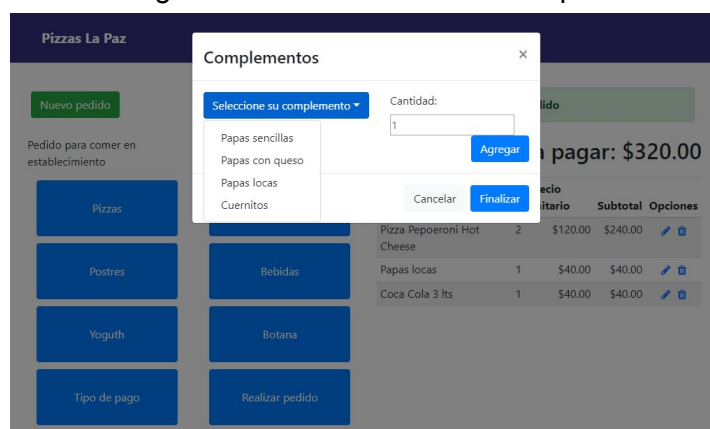 Pizzas La Paz
Complementos ×
Nuevo pedido
Seleccione su complemento
Cantidad:
1
Papas sencillas
Papas con queso
Papas locas
Cuernitos
Agregar
Cancelar
Finalizar
Pedido para comer en
establecimiento
pagar: $320.00
Subtotal Opciones
Pizzas
Pizza Pepoeroni Hot 2 $120.00 $240.00
Cheese
Papas locas 1 $40.00 $40.00
Coca Cola 3 lts 1 $40.00 $40.00
Postres
Bebidas
Yoguth
Botana
Tipo de pago
Realizar pedido